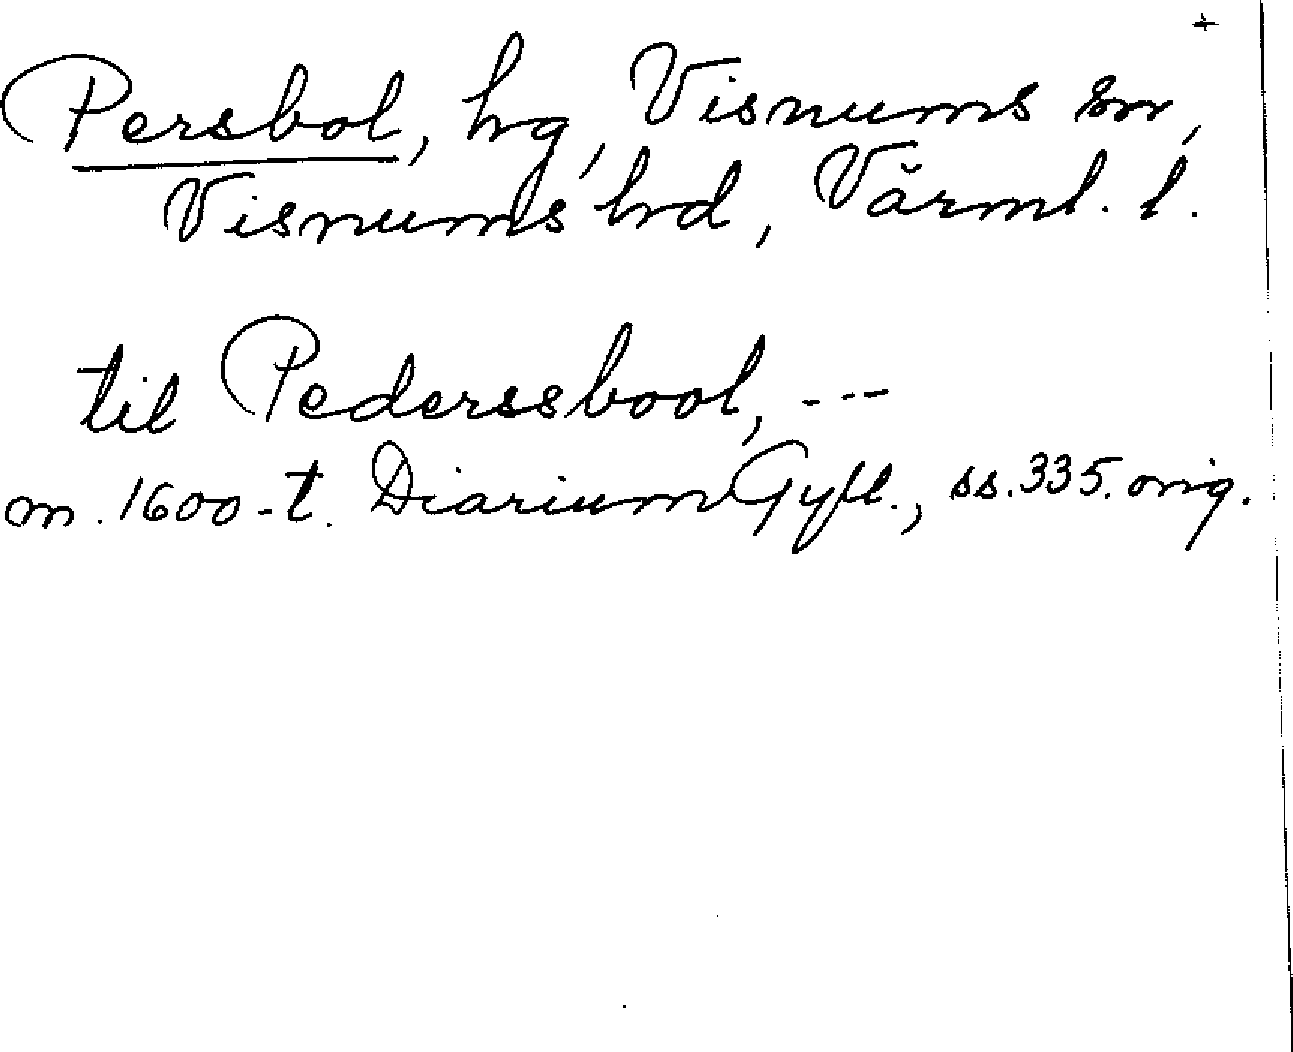 +
Persbol, hg, Visnums sn,
Visnums hd, Värml. l.
til Pederssbool, ---
m. 1600-t. Diarium Gyll., ss. 335. orig.